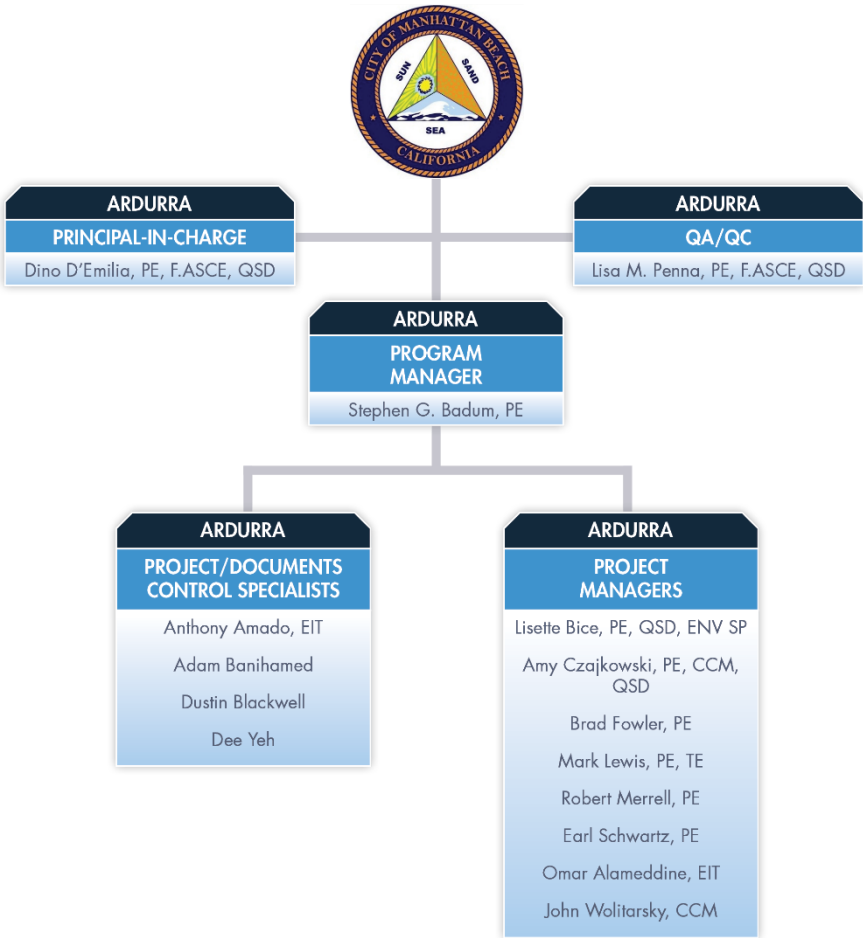 CITY OF MANHATTAN BEACH
SUN
SAND
SEA
CALIFORNIA
ARDURRA
PRINCIPAL-IN-CHARGE
Dino D'Emilia, PE, F.ASCE, QSD
ARDURRA
QA/QC
Lisa M. Penna, PE, F.ASCE, QSD
ARDURRA
PROGRAM
MANAGER
Stephen G. Badum, PE
ARDURRA
PROJECT/DOCUMENTS
CONTROL SPECIALISTS
Anthony Amado, EIT
Adam Banihamed
Dustin Blackwell
Dee Yeh
ARDURRA
PROJECT
MANAGERS
Lisette Bice, PE, QSD, ENV SP
Amy Czajkowski, PE, CCM,
QSD
Brad Fowler, PE
Mark Lewis, PE, TE
Robert Merrell, PE
Earl Schwartz, PE
Omar Alameddine, EIT
John Wolitarsky, CCM